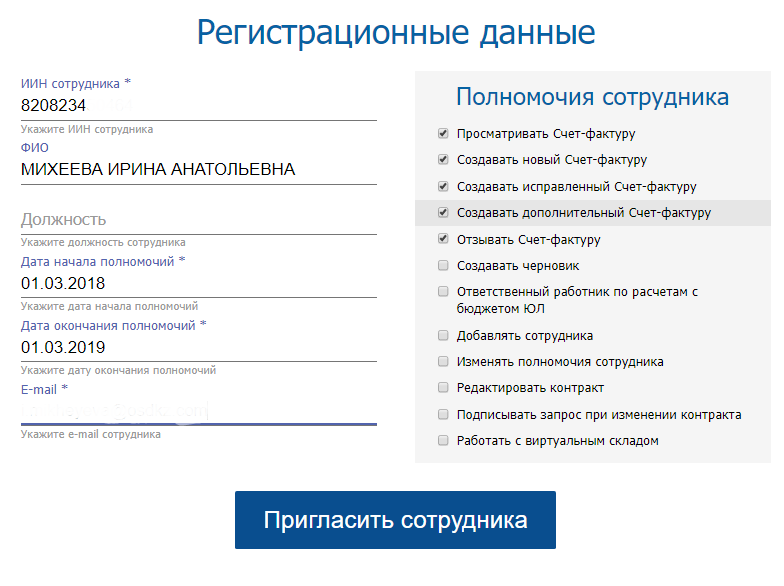 Регистрационные данные
ИИН сотрудника *
8208234
Укажите ИИН сотрудника
ФИО
МИХЕЕВА ИРИНА АНАТОЛЬЕВНА
Должность
Укажите должность сотрудника
Дата начала полномочий *
01.03.2018
Укажите дата начала полномочий
Дата окончания полномочий *
01.03.2019
Укажите дату окончания полномочий
E-mail *
Укажите e-mail сотрудника
Полномочия сотрудника
Просматривать Счет-фактуру
Создавать новый Счет-фактуру
Создавать исправленный Счет-фактуру
Создавать дополнительный Счет-фактуру
Отзывать Счет-фактуру
Создавать черновик
Ответственный работник по расчетам с
бюджетом ЮЛ
Добавлять сотрудника
Изменять полномочия сотрудника
Редактировать контракт
Подписывать запрос при изменении контракта
Работать с виртуальным складом
Пригласить сотрудника